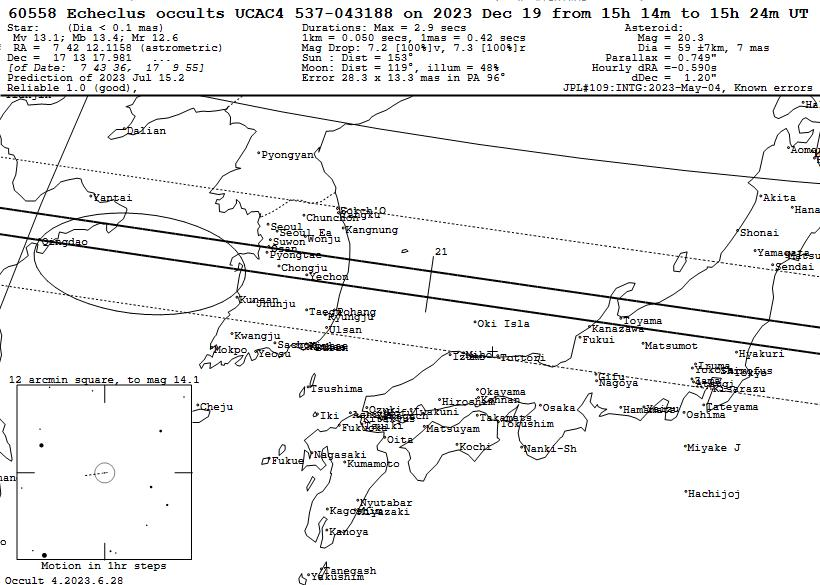 60558 Echeclus occults UCAC4 537-043188 on 2023 Dec 19 from 15h 14m to 15h 24m UT
Star: (Dia < 0.1 mas)
Mv 13.1; Mb 13.4; Mr 12.6
RA = 7 42 12.1158 (astrometric)
Dec = 17 13 17.981 ....
[of Date: 7 43 36, 17 9 55]
Prediction of 2023 Jul 15.2
Reliable 1.0 (good),
Durations: Max = 2.9 secs
1km = 0.050 sec, 1mas = 0.42 secs
Mag Drop: 7.2 [100%]v, 7.3 [100%]r
Sun : Dist = 153°
Moon: Dist = 119°, illum = 48%
Error 28.3 x 13.3 mas in PA 96°
Asteroid:
Mag = 20.3
Dia = 59 ±7km, 7 mas
Parallax = 0.749"
Hourly dRA =-0.590s
dDec = 1.20"
JPL#109:INTG:2023-May-04, Known errors
Dalian
Pyongyan
Yantai
Akita
Chunchon
Kangnung
Seoul
Seoul Ea
Suwon
Wonju
Shonai
Qingdao
Osan
Pyongtae
21
Sendai
Chongju
Yechon
Kunsan
Oki Isla
Toyama
Kanazawa
Ulsan
Kwangju
Fukui
Matsumot
Hyakuri
Mokpo
Yeosu
Tottori
12 arcmin square, to mag 14.1
Tsushima
Gifu
Nagoya
Cheju
Okayama
Osaka
Tateyama
Oshima
Iki
Matsuyam
Takamats
Tokushim
Oita
Kochi
Nanki-Sh
Miyake J
Fukue
Nagasaki
Kumamoto
Hachijoj
Nyutabar
Kanoya
Motion in 1hr steps
Tanegash
Yakushim
Occult 4.2023.6.28